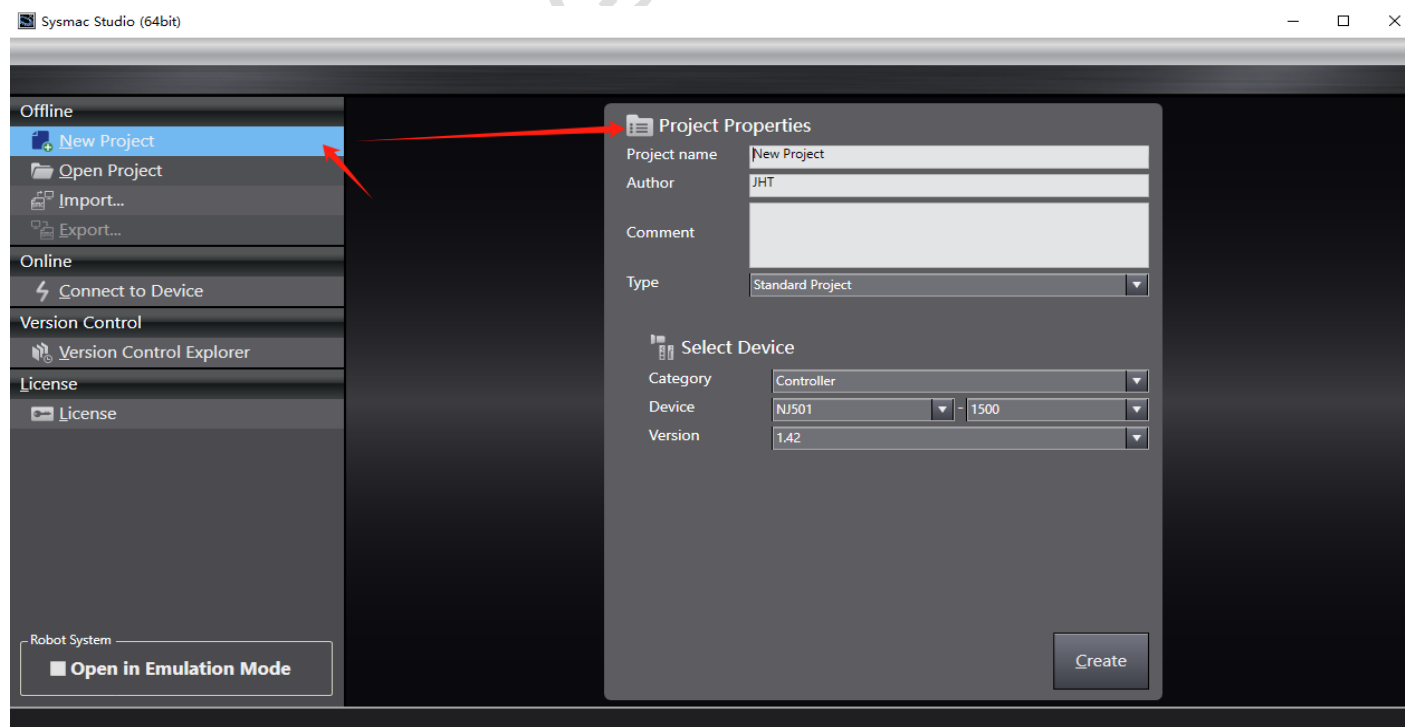 Sysmac Studio (64bit)
Offline
New Project
Open Project
Import...
Export...
Online
Connect to Device
Version Control
Version Control Explorer
License
License
Robot System
Open in Emulation Mode
Project Properties
Project name New Project
Author JHT
Comment
Type Standard Project
Select Device
Category Controller
Device NJ501 - 1500
Version 1.42
Create